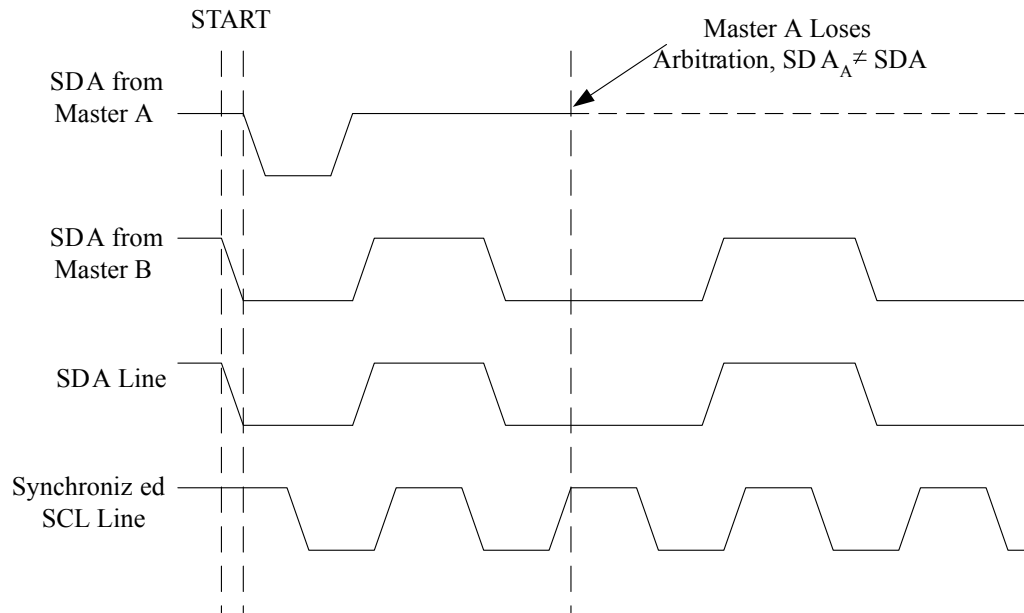 START
Master A Loses
Arbitration, SDA_A ≠ SDA
SDA from
Master A
SDA from
Master B
SDA Line
Synchroniz ed
SCL Line